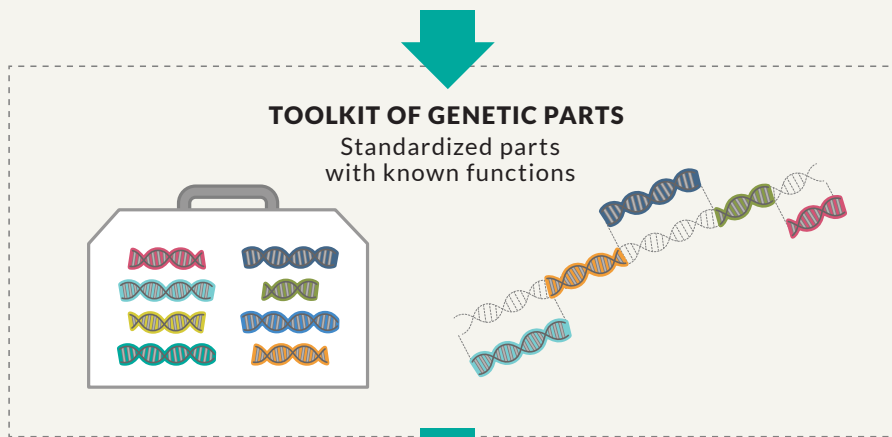 TOOLKIT OF GENETIC PARTS
Standardized parts
with known functions